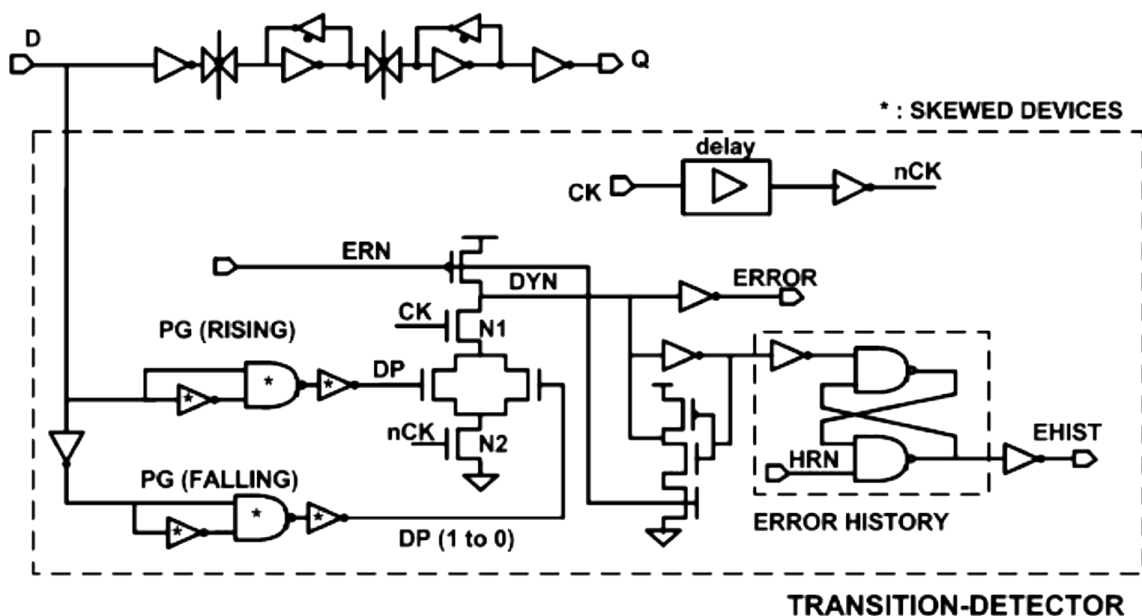 D
Q
* : SKEWED DEVICES
delay
CK
nCK
ERN
DYN
ERROR
CK
N1
PG (RISING)
*
*
*
DP
nCK
N2
HRN
EHIST
PG (FALLING)
*
*
*
DP (1 to 0)
ERROR HISTORY
TRANSITION-DETECTOR